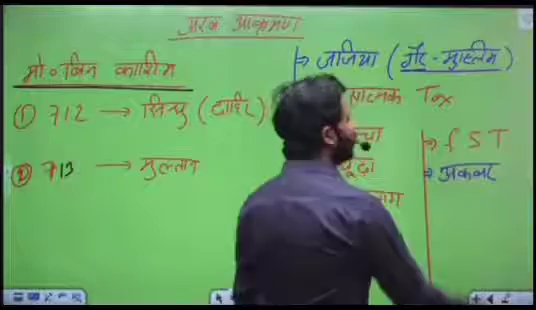 अरब आक्रमण
मो० बिन कासिम
① 712 → सिन्ध (दाहिर)
② 713 → मुल्तान
→ जजिया (गैर-मुस्लिम)
Tax
→ F S T
→ अकबर